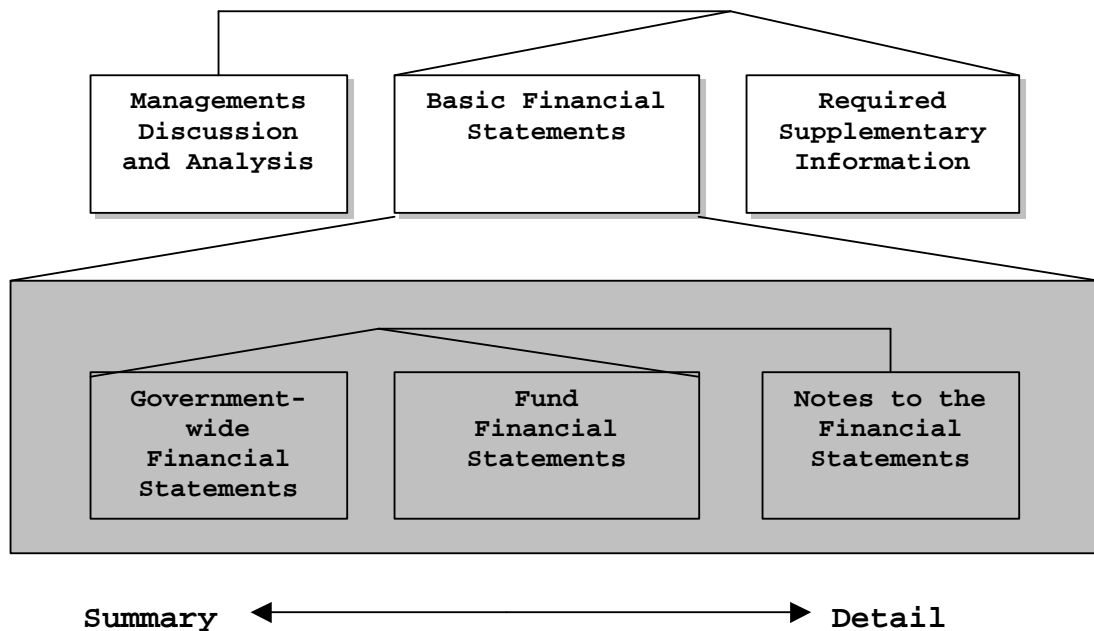 Managements
Discussion
and Analysis
Basic Financial
Statements
Required
Supplementary
Information
Government-
wide
Financial
Statements
Fund
Financial
Statements
Notes to the
Financial
Statements
Summary
Detail